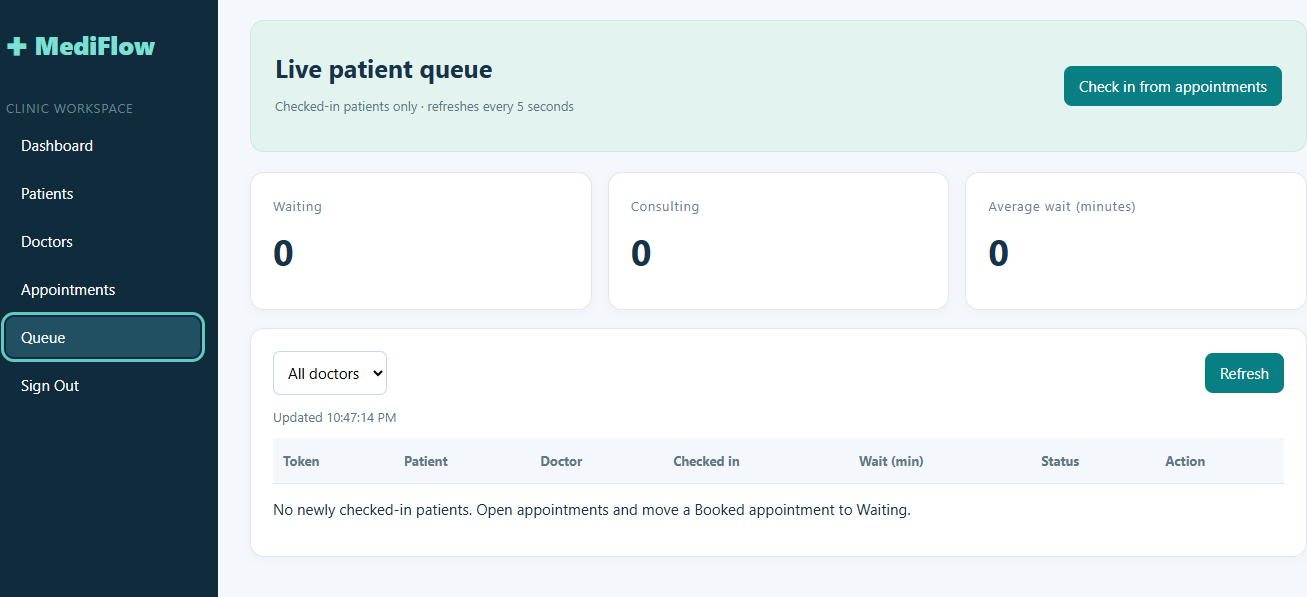 ✚ MediFlow
CLINIC WORKSPACE
Dashboard
Patients
Doctors
Appointments
Queue
Sign Out
Live patient queue
Checked-in patients only · refreshes every 5 seconds
Check in from appointments
Waiting
0
Consulting
0
Average wait (minutes)
0
All doctors
Refresh
Updated 10:47:14 PM
Token Patient Doctor Checked in Wait (min) Status Action
No newly checked-in patients. Open appointments and move a Booked appointment to Waiting.